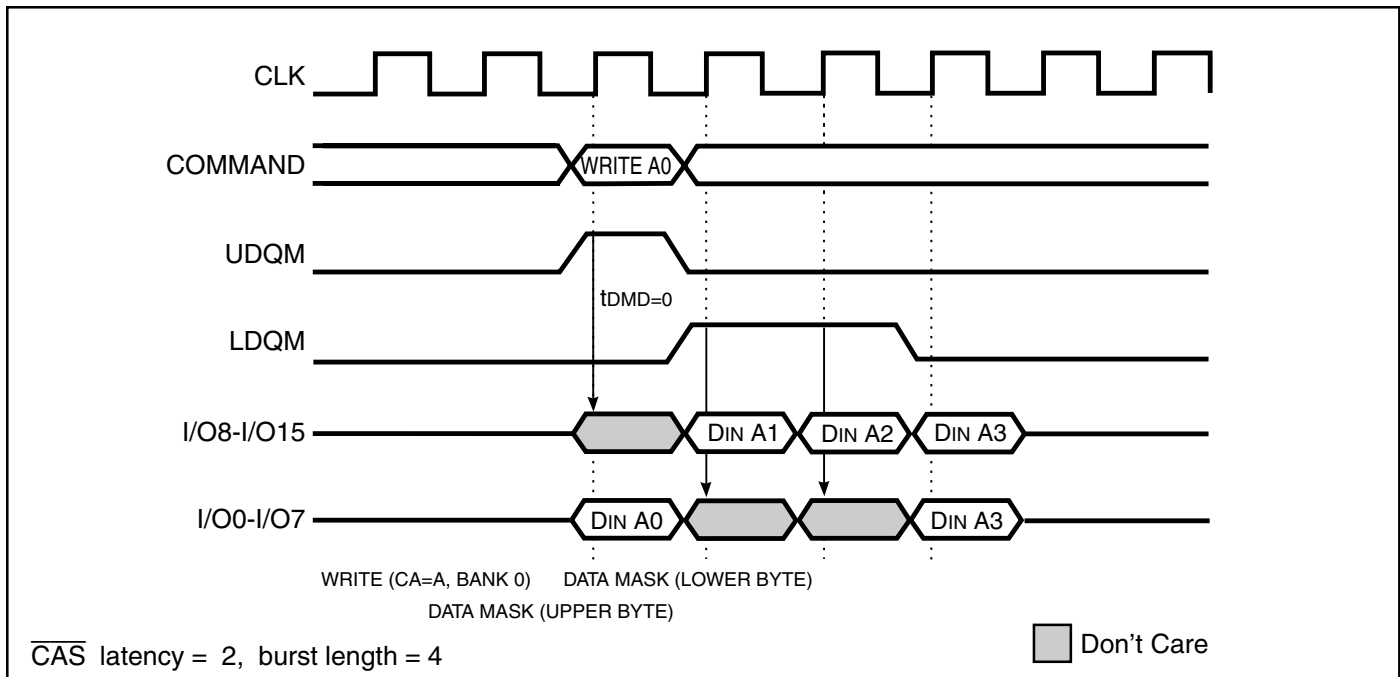 CLK
COMMAND WRITE A0
UDQM
tDMD=0
LDQM
I/O8-I/O15 DIN A1 DIN A2 DIN A3
I/O0-I/O7 DIN A0 DIN A3
WRITE (CA=A, BANK 0) DATA MASK (LOWER BYTE)
DATA MASK (UPPER BYTE)
CAS latency = 2, burst length = 4 Don't Care